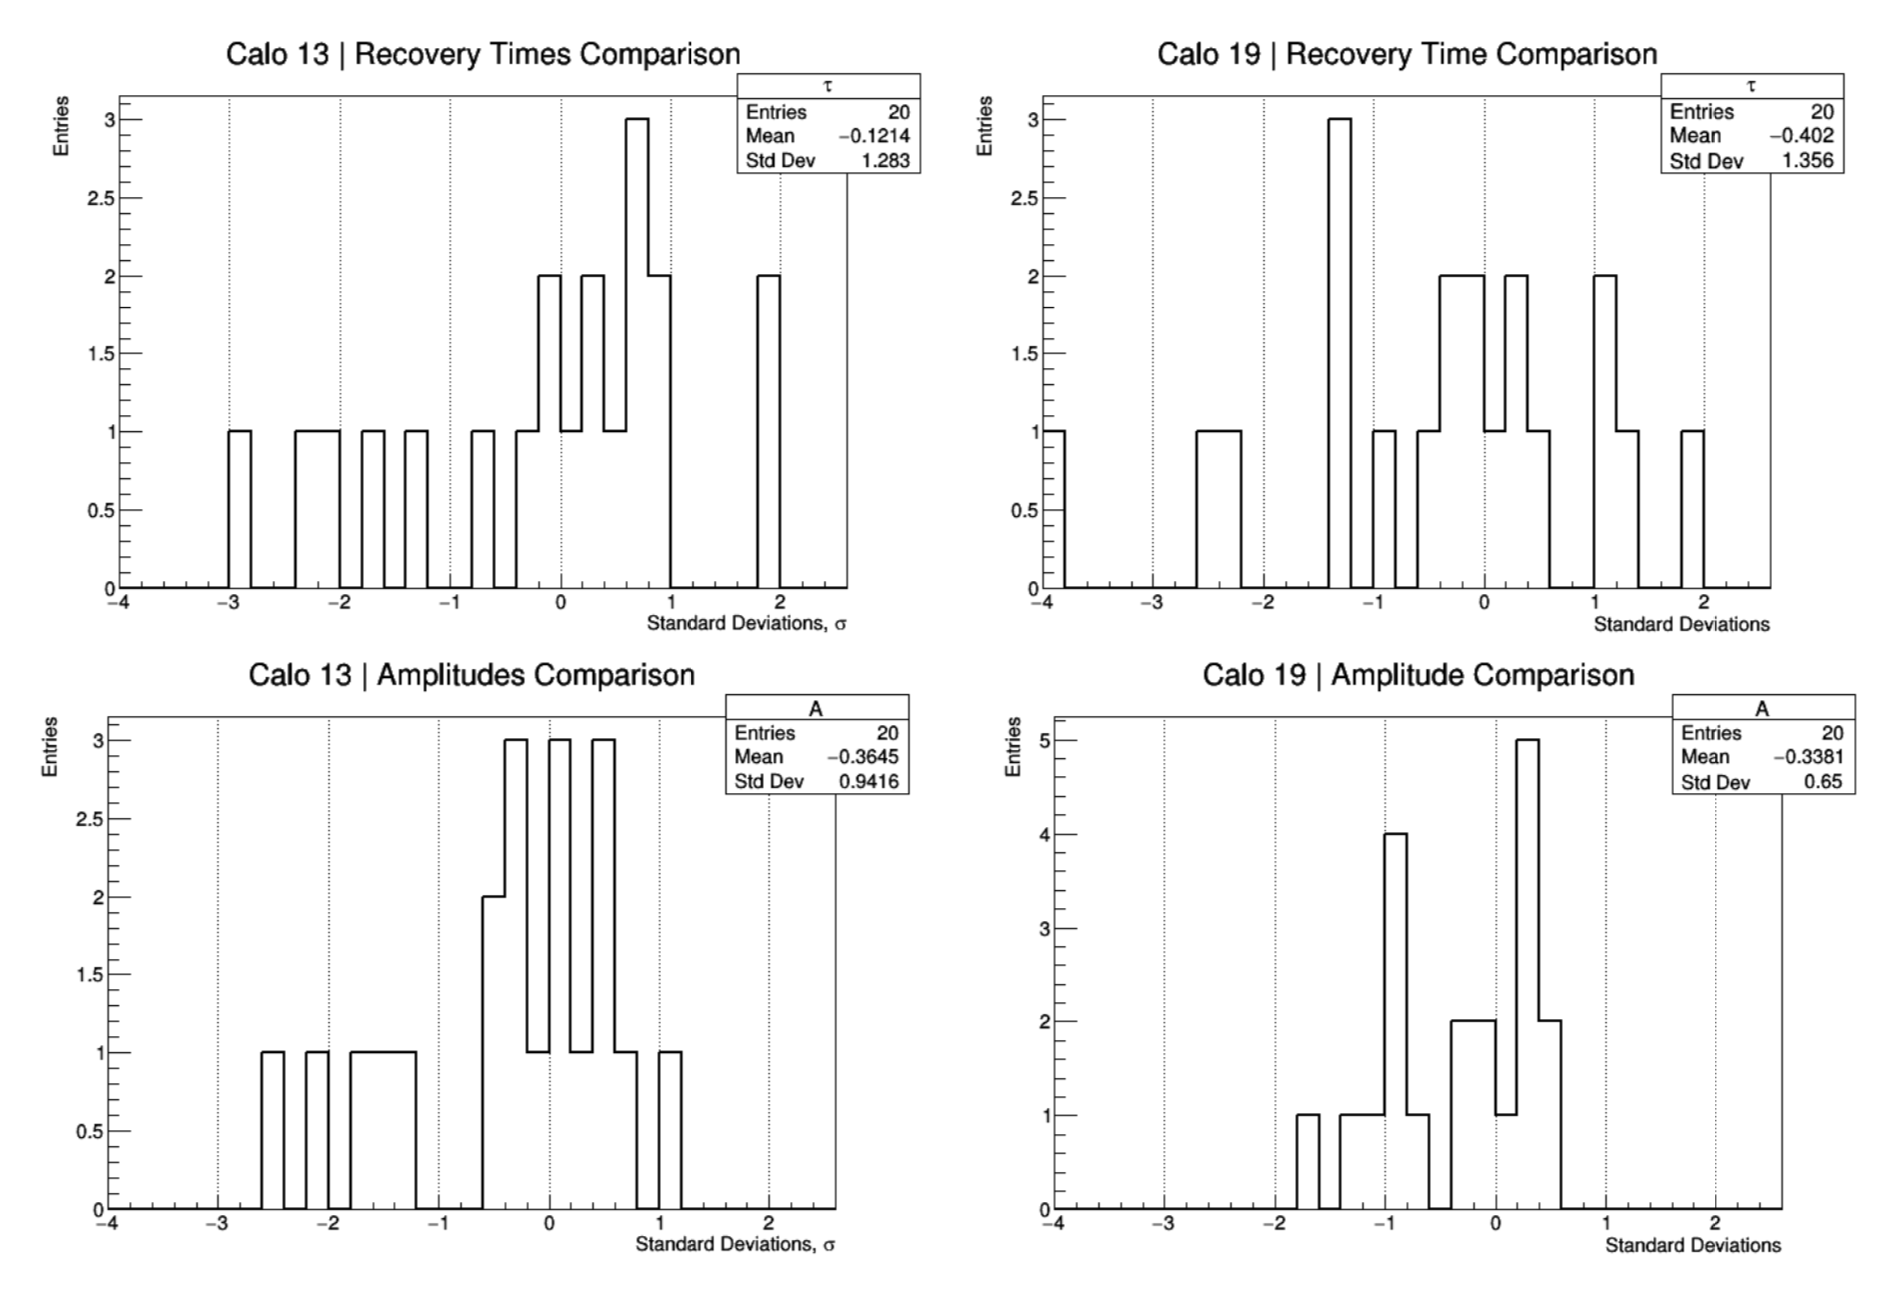 Calo 13 | Recovery Times Comparison
τ
Entries 20
Mean −0.1214
Std Dev 1.283
Entries
3
2.5
2
1.5
1
0.5
0
−4 −3 −2 −1 0 1 2
Standard Deviations, σ
Calo 19 | Recovery Time Comparison
τ
Entries 20
Mean −0.402
Std Dev 1.356
Entries
3
2.5
2
1.5
1
0.5
0
−4 −3 −2 −1 0 1 2
Standard Deviations
Calo 13 | Amplitudes Comparison
A
Entries 20
Mean −0.3645
Std Dev 0.9416
Entries
3
2.5
2
1.5
1
0.5
0
−4 −3 −2 −1 0 1 2
Standard Deviations, σ
Calo 19 | Amplitude Comparison
A
Entries 20
Mean −0.3381
Std Dev 0.65
Entries
5
4
3
2
1
0
−4 −3 −2 −1 0 1 2
Standard Deviations